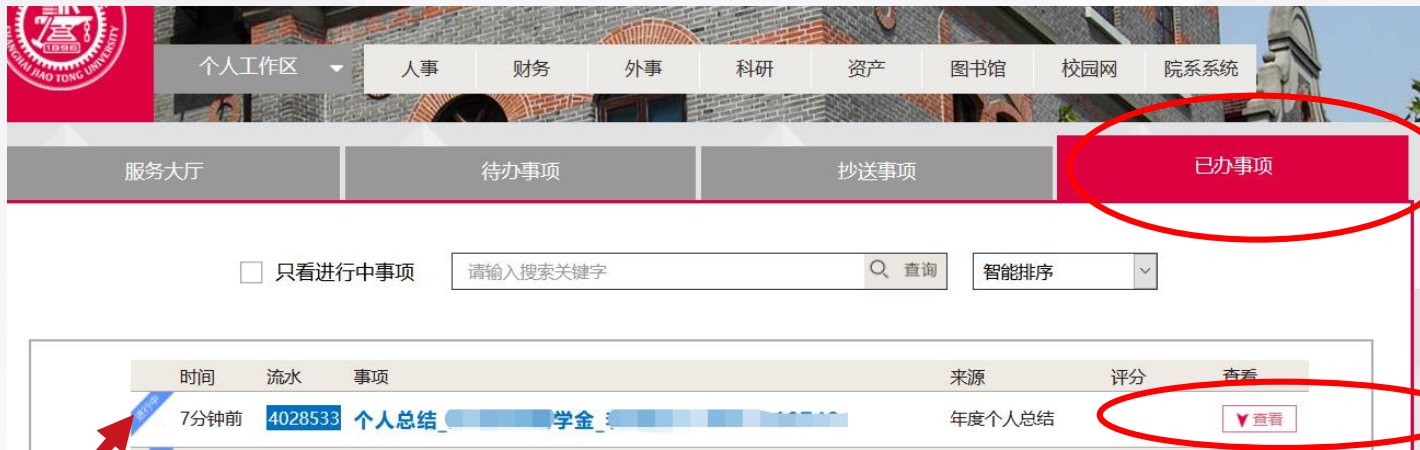 1896
JIAO TONG UNIVERSITY
个人工作区 人事 财务 外事 科研 资产 图书馆 校园网 院系系统
服务大厅 待办事项 抄送事项 已办事项
只看进行中事项 请输入搜索关键字 查询 智能排序
时间 流水 事项 来源 评分 查看
进行中 7分钟前 4028533 个人总结_ 学金_ 年度个人总结 查看